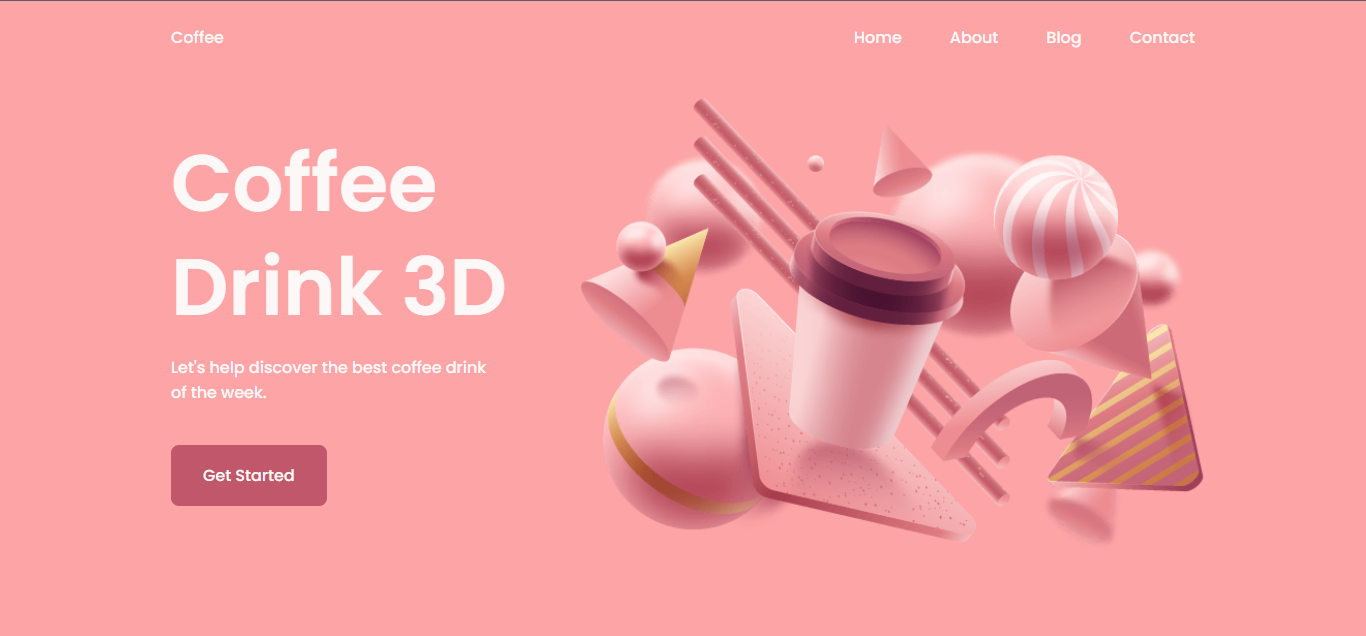 Coffee
Home About Blog Contact
Coffee
Drink 3D
Let's help discover the best coffee drink
of the week.
Get Started